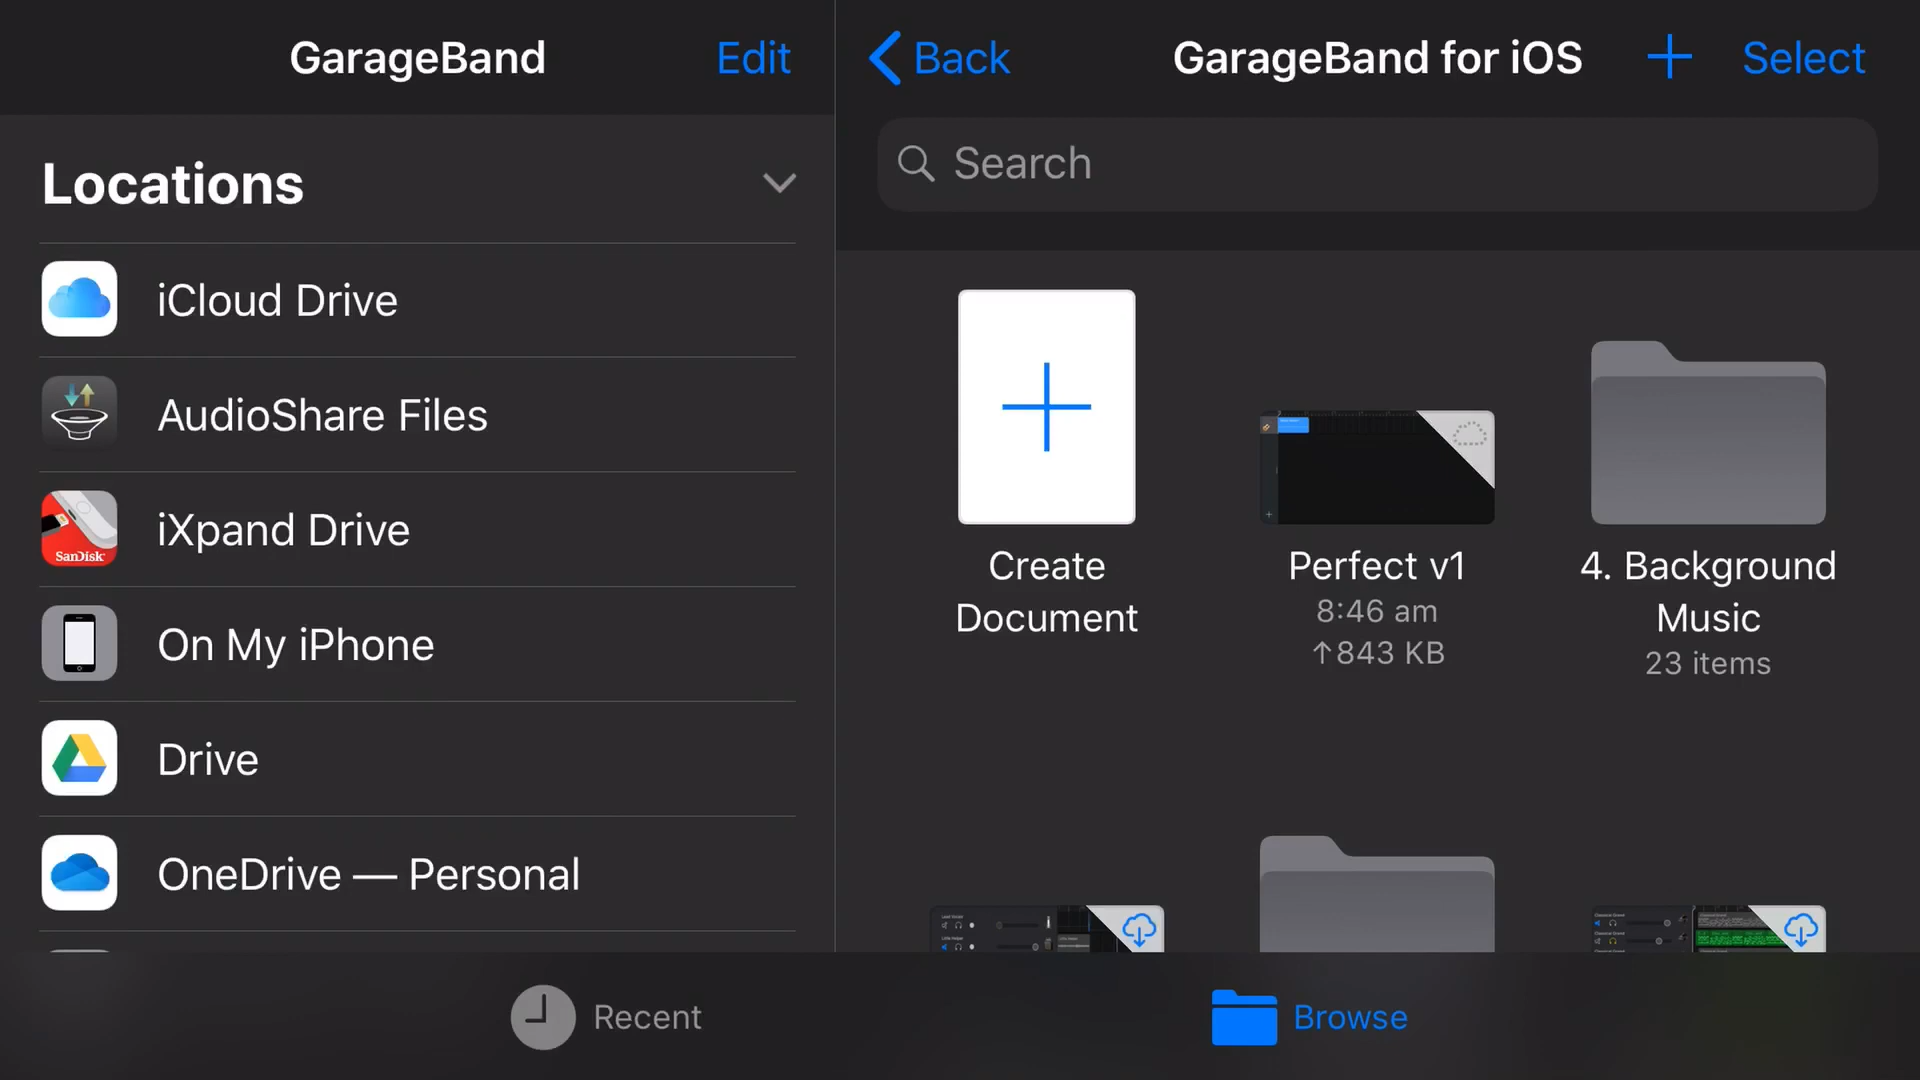 GarageBand
Edit
Locations
iCloud Drive
AudioShare Files
SanDisk
iXpand Drive
On My iPhone
Drive
OneDrive — Personal
Back
GarageBand for iOS
Select
Search
Create
Document
Perfect v1
8:46 am
↑843 KB
4. Background
Music
23 items
Recent
Browse